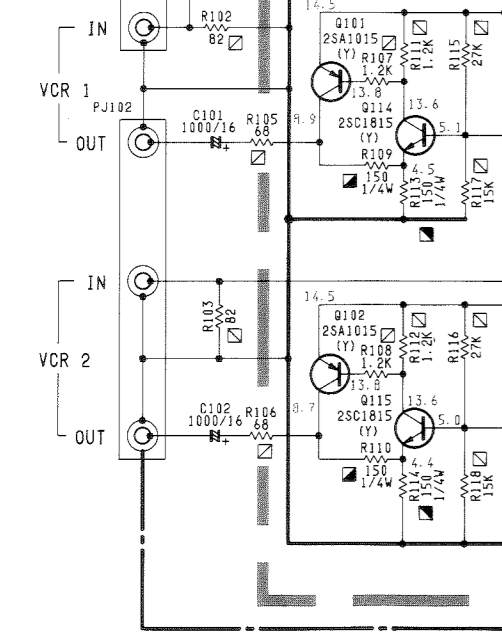 14.5
IN
R102
82
Q101
2SA1015
(Y)
R107
1.2K
R111
1.2K
R115
27K
VCR 1
PJ102
13.8
Q114
2SC1815
(Y)
13.6
C101
1000/16
+
R105
68
8.9
5.1
OUT
R109
150
1/4W
4.5
R113
150
1/4W
R117
15K
IN
14.5
R103
82
Q102
2SA1015
(Y)
R108
1.2K
R112
1.2K
R116
27K
VCR 2
13.8
Q115
2SC1815
(Y)
13.6
C102
1000/16
+
R106
68
8.7
5.0
OUT
R110
150
1/4W
4.4
R114
150
1/4W
R118
15K